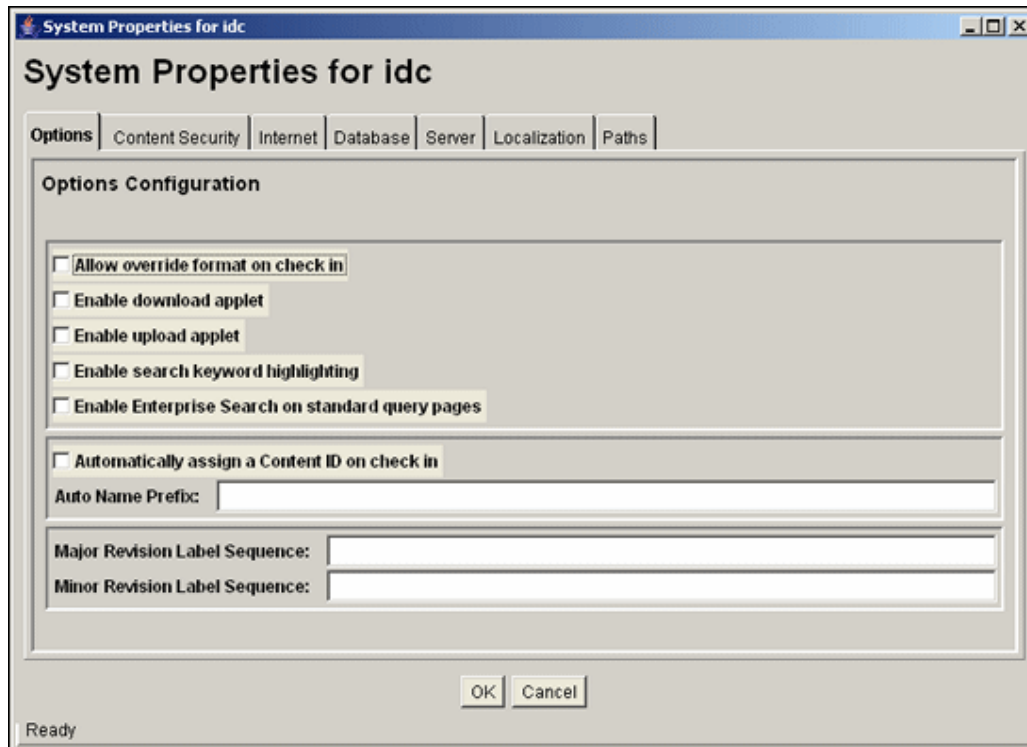 System Properties for idc
System Properties for idc
Options Content Security Internet Database Server Localization Paths
Options Configuration
Allow override format on check in
Enable download applet
Enable upload applet
Enable search keyword highlighting
Enable Enterprise Search on standard query pages
Automatically assign a Content ID on check in
Auto Name Prefix:
Major Revision Label Sequence:
Minor Revision Label Sequence:
OK Cancel
Ready